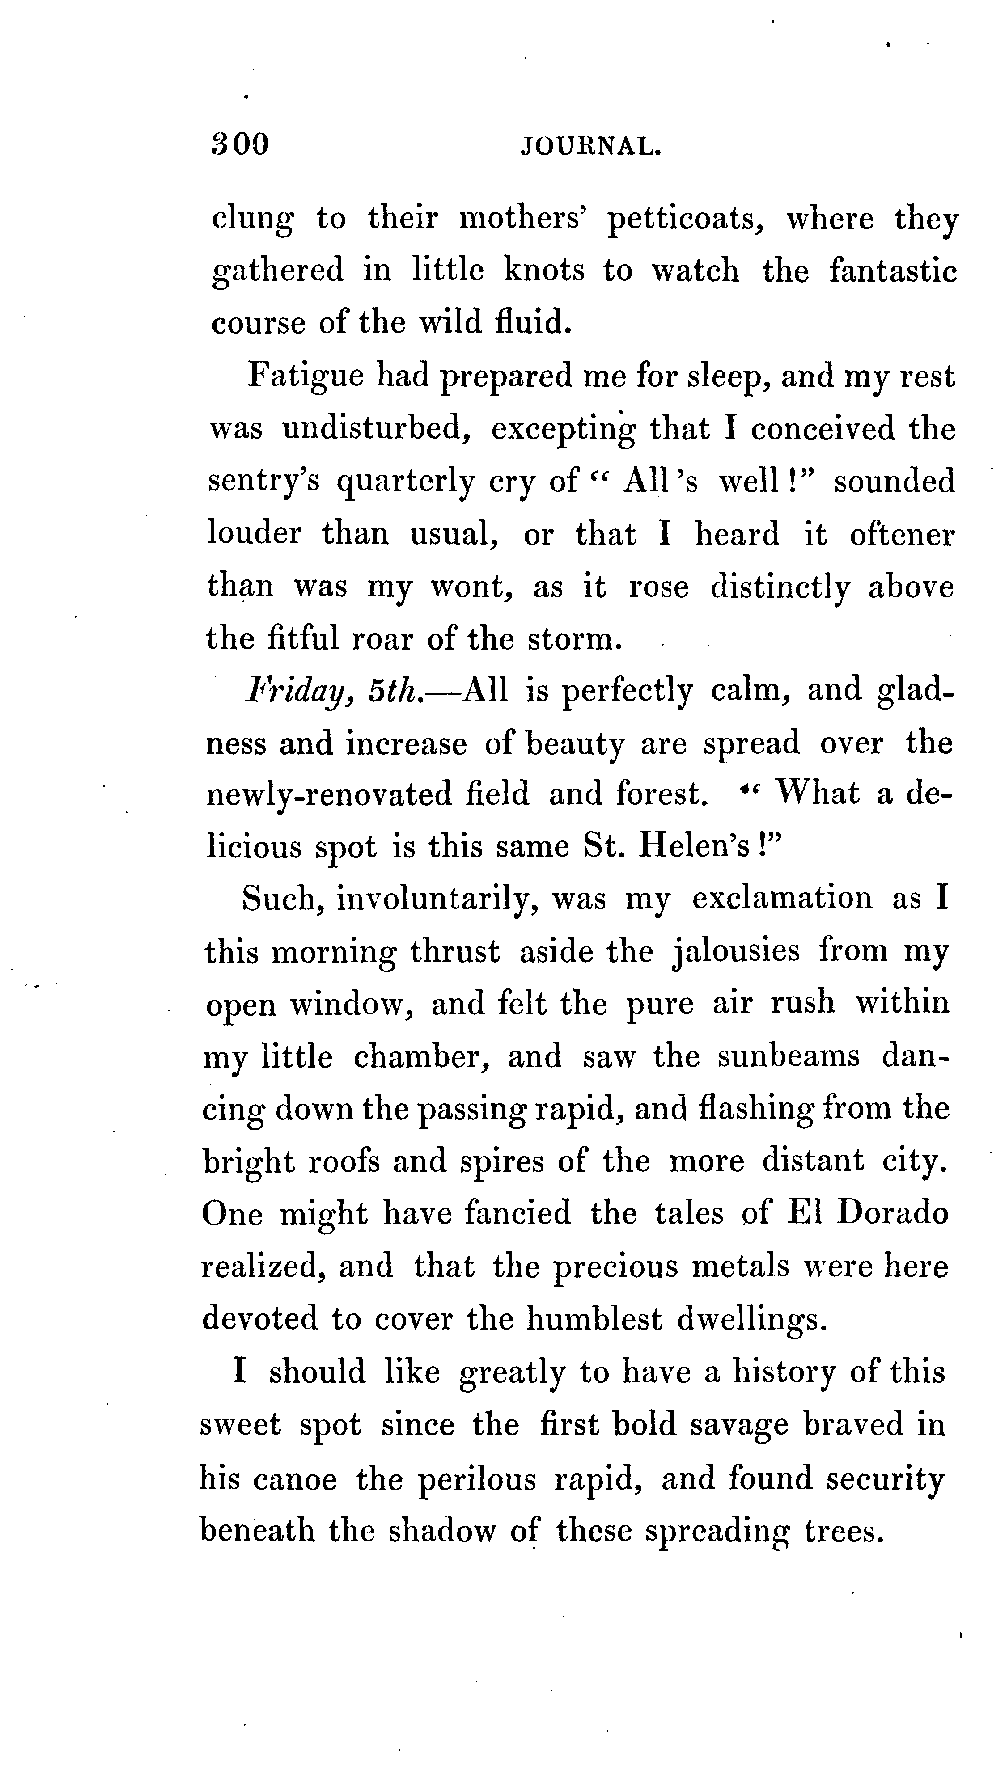 300 JOURNAL.
clung to their mothers' petticoats, where they
gathered in little knots to watch the fantastic
course of the wild fluid.
Fatigue had prepared me for sleep, and my rest
was undisturbed, excepting that I conceived the
sentry's quarterly cry of “ All 's well !” sounded
louder than usual, or that I heard it oftener
than was my wont, as it rose distinctly above
the fitful roar of the storm.
Friday, 5th.—All is perfectly calm, and glad-
ness and increase of beauty are spread over the
newly-renovated field and forest. “ What a de-
licious spot is this same St. Helen's !”
Such, involuntarily, was my exclamation as I
this morning thrust aside the jalousies from my
open window, and felt the pure air rush within
my little chamber, and saw the sunbeams dan-
cing down the passing rapid, and flashing from the
bright roofs and spires of the more distant city.
One might have fancied the tales of El Dorado
realized, and that the precious metals were here
devoted to cover the humblest dwellings.
I should like greatly to have a history of this
sweet spot since the first bold savage braved in
his canoe the perilous rapid, and found security
beneath the shadow of these spreading trees.